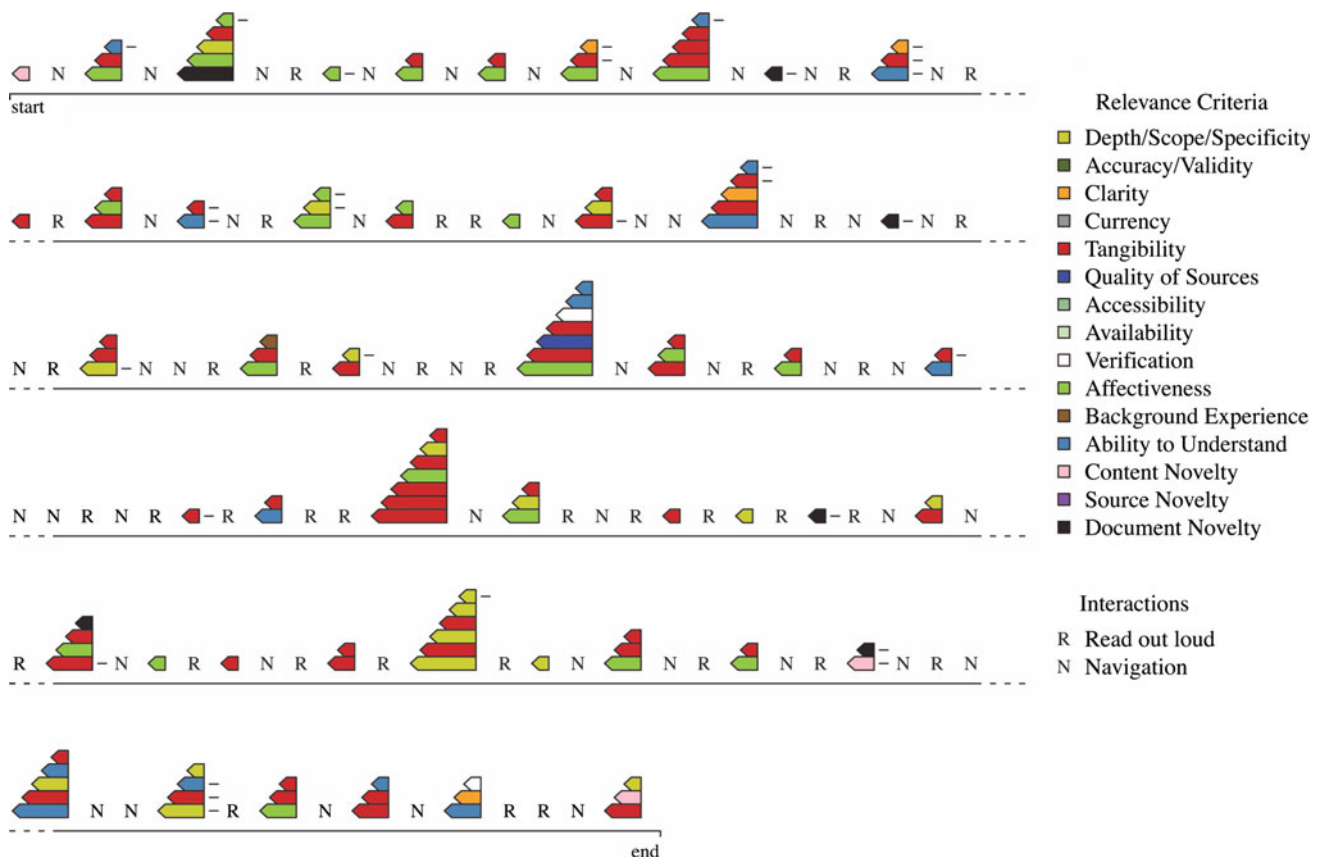 N N N R N N N N N N R N R
start
R N N R N R R N N N N R N N R
N R N N R R N R N R N N R N R N
N N R N R R R R N R N R R R R N N
R N R N R R R N N R N R N R N
N N R N N R R N
end
Relevance Criteria
Depth/Scope/Specificity
Accuracy/Validity
Clarity
Currency
Tangibility
Quality of Sources
Accessibility
Availability
Verification
Affectiveness
Background Experience
Ability to Understand
Content Novelty
Source Novelty
Document Novelty
Interactions
R Read out loud
N Navigation